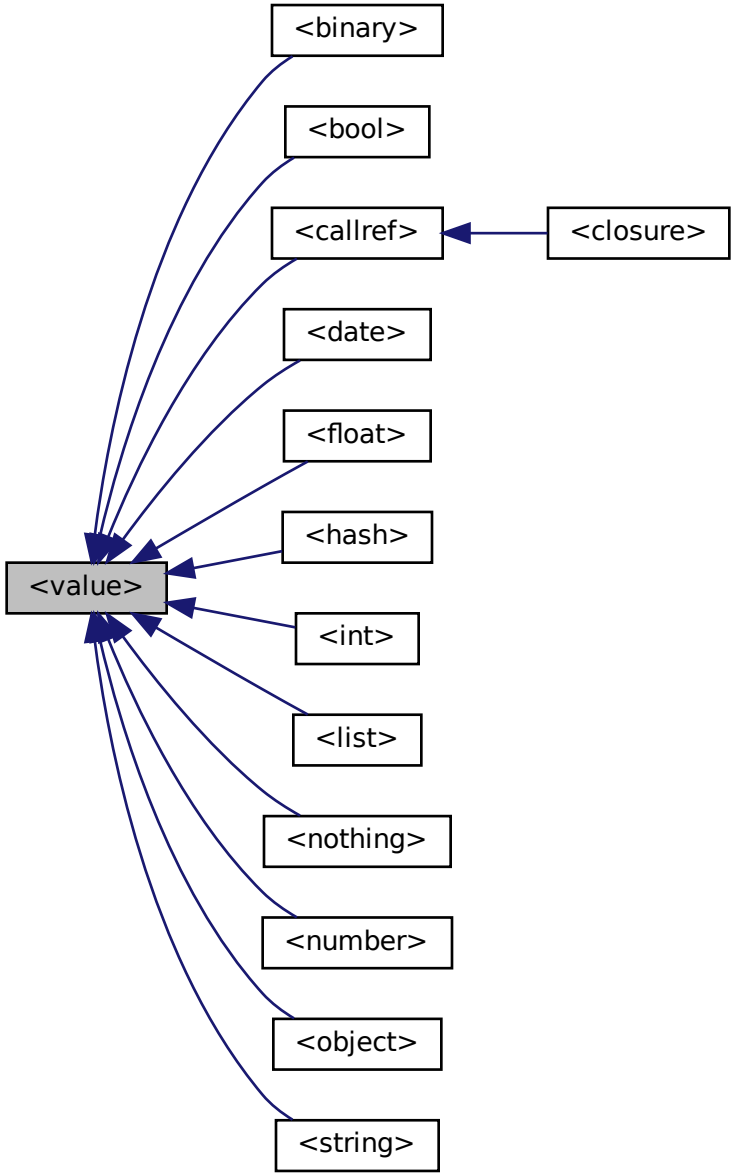 <binary>
<bool>
<callref>
<closure>
<date>
<float>
<hash>
<value>
<int>
<list>
<nothing>
<number>
<object>
<string>